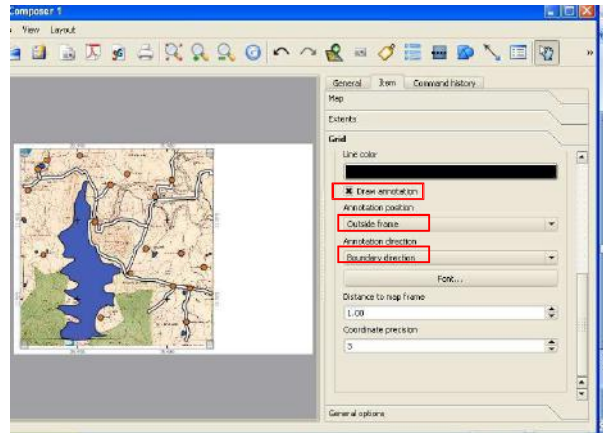 Composer 1
View Layout
General Item Command history
Map
Extents
Grid
Line color
Draw annotation
Annotation position
Outside frame
Annotation direction
Boundary direction
Font...
Distance to map frame
1.00
Coordinate precision
3
General options